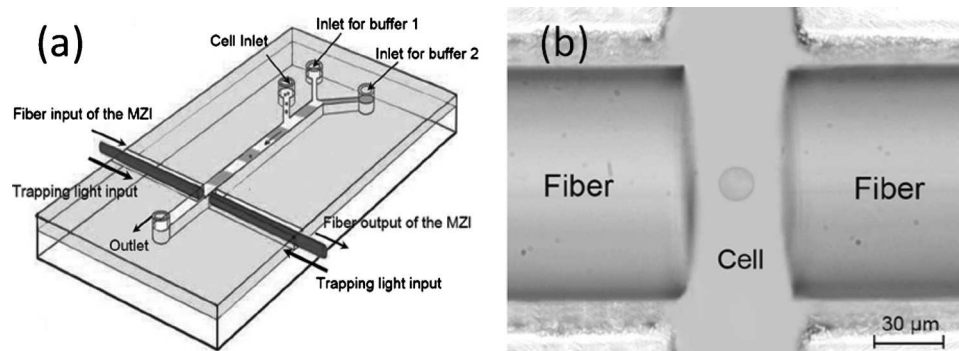 (a)
Inlet for buffer 1
Cell Inlet
Inlet for buffer 2
Fiber input of the MZI
Trapping light input
Fiber output of the MZI
Outlet
Trapping light input
(b)
Fiber
Fiber
Cell
30 µm